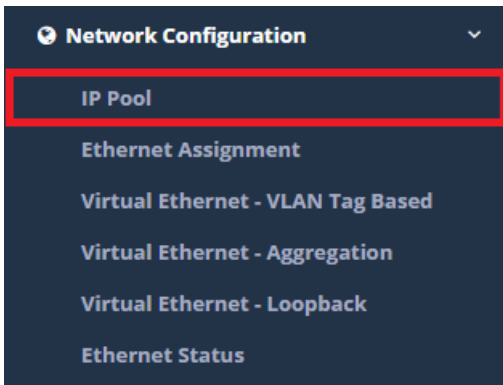 Network Configuration
IP Pool
Ethernet Assignment
Virtual Ethernet - VLAN Tag Based
Virtual Ethernet - Aggregation
Virtual Ethernet - Loopback
Ethernet Status